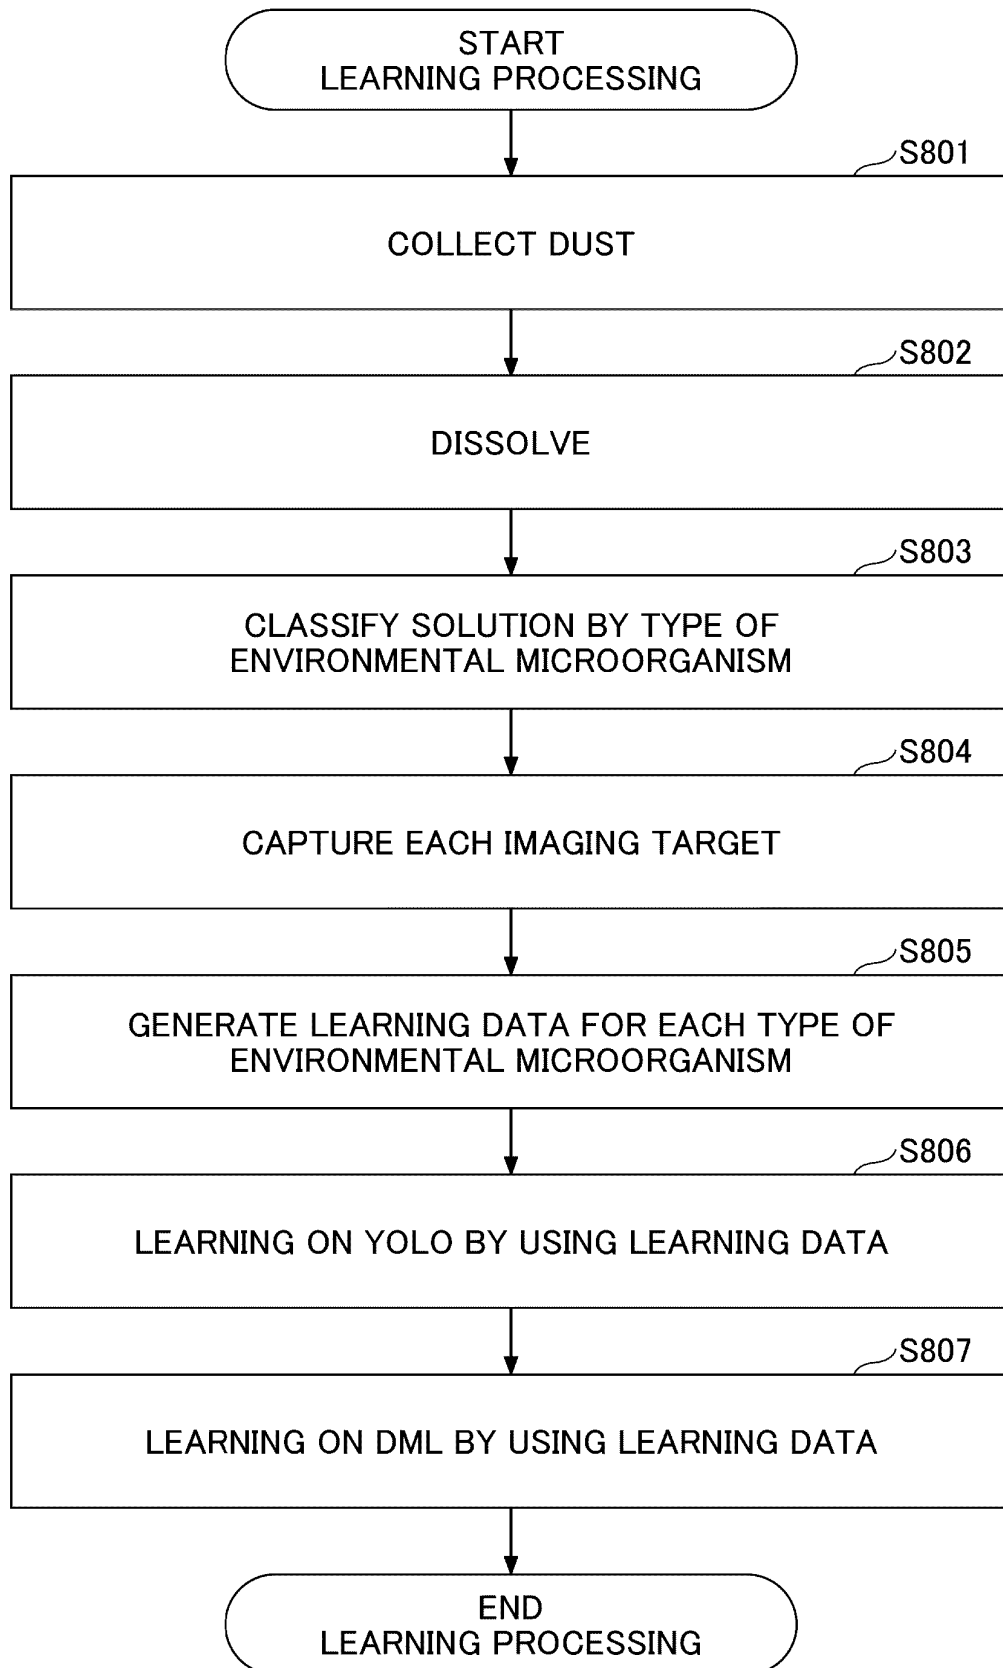 START
LEARNING PROCESSING
S801
COLLECT DUST
S802
DISSOLVE
S803
CLASSIFY SOLUTION BY TYPE OF
ENVIRONMENTAL MICROORGANISM
S804
CAPTURE EACH IMAGING TARGET
S805
GENERATE LEARNING DATA FOR EACH TYPE OF
ENVIRONMENTAL MICROORGANISM
S806
LEARNING ON YOLO BY USING LEARNING DATA
S807
LEARNING ON DML BY USING LEARNING DATA
END
LEARNING PROCESSING